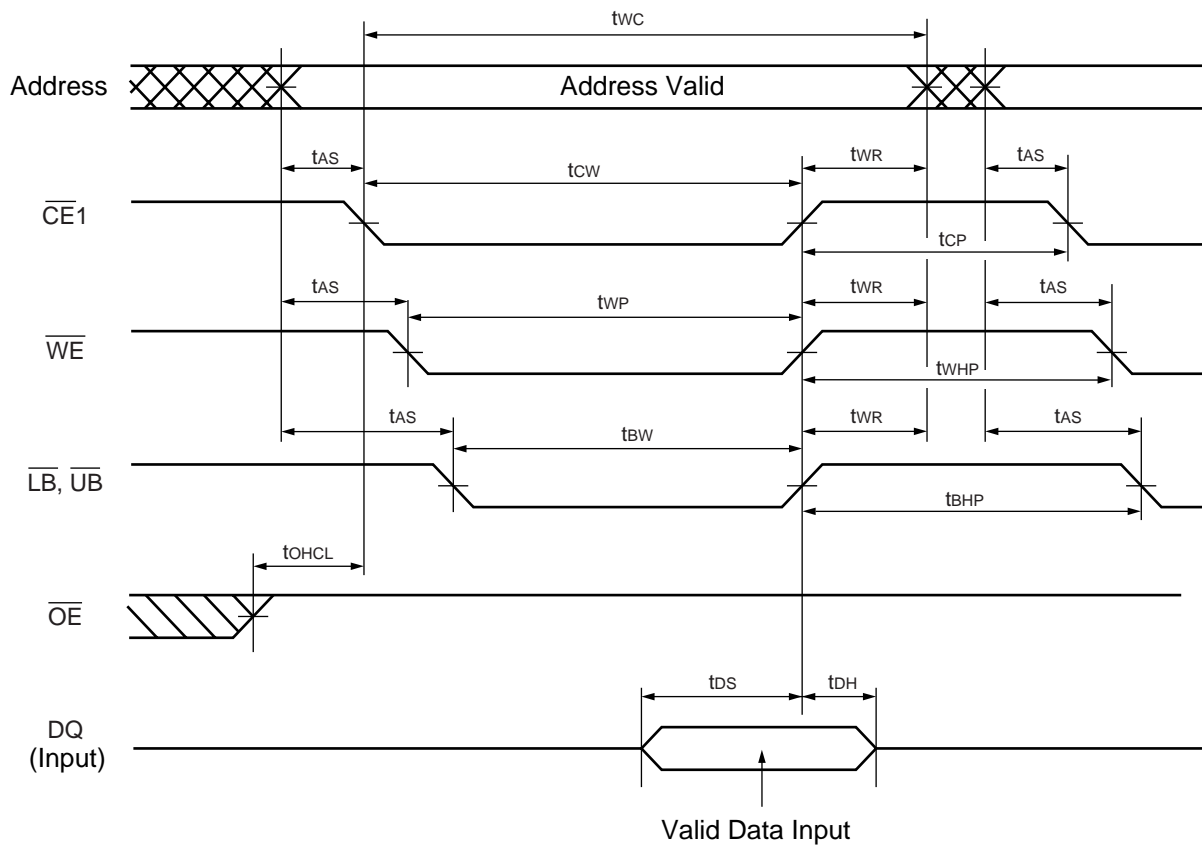 tWC
Address Address Valid
tAS tCW tWR tAS
CE1 tCP
tAS tWP tWR tAS
WE tWHP
tAS tBW tWR tAS
LB, UB tBHP
tOHCL
OE
tDS tDH
DQ
(Input)
Valid Data Input